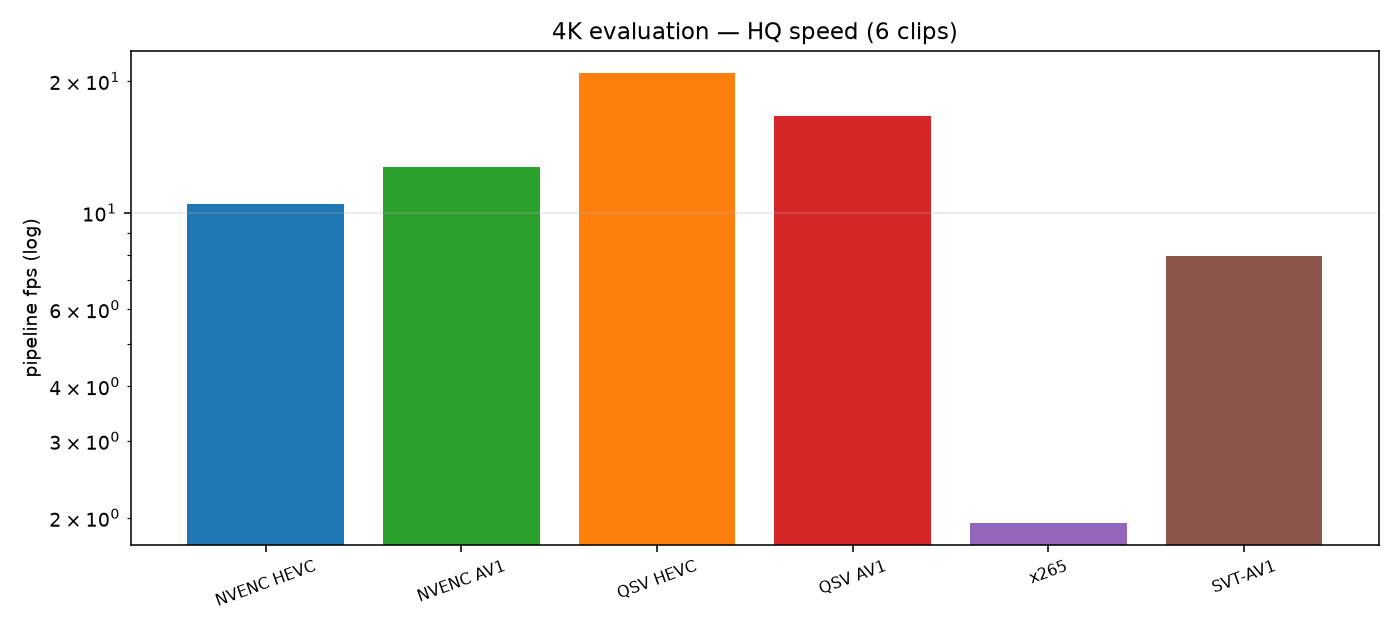 4K evaluation — HQ speed (6 clips)
pipeline fps (log)
2 × 10¹
10¹
6 × 10⁰
4 × 10⁰
3 × 10⁰
2 × 10⁰
NVENC HEVC
NVENC AV1
QSV HEVC
QSV AV1
x265
SVT-AV1